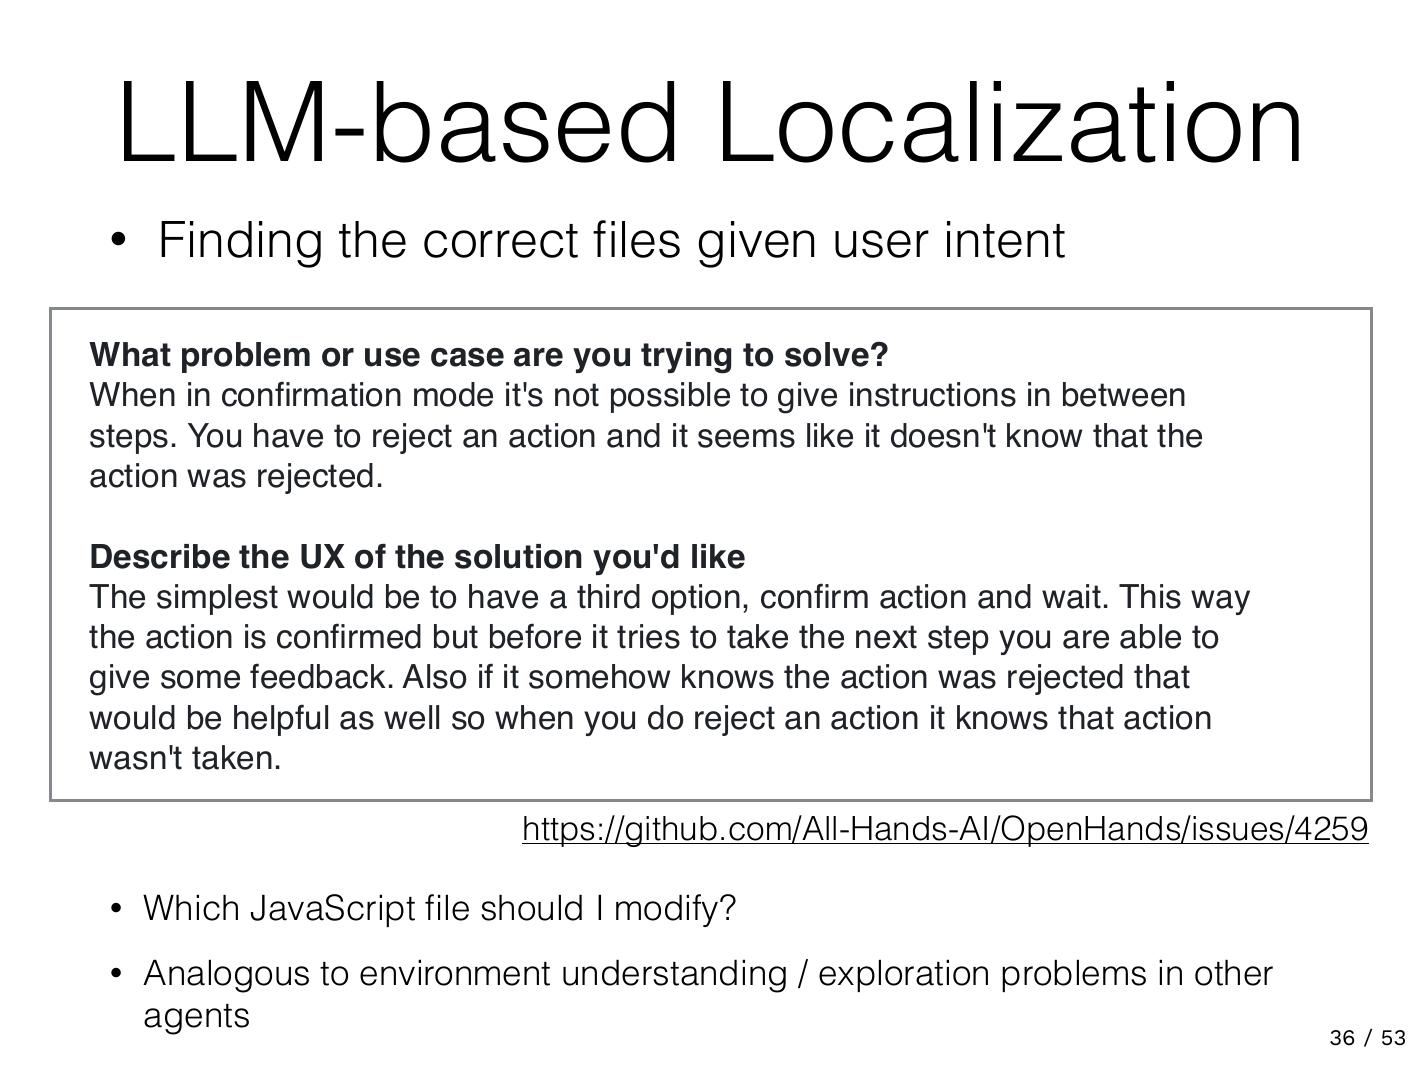 LLM-based Localization
• Finding the correct files given user intent
What problem or use case are you trying to solve?
When in confirmation mode it's not possible to give instructions in between
steps. You have to reject an action and it seems like it doesn't know that the
action was rejected.
Describe the UX of the solution you'd like
The simplest would be to have a third option, confirm action and wait. This way
the action is confirmed but before it tries to take the next step you are able to
give some feedback. Also if it somehow knows the action was rejected that
would be helpful as well so when you do reject an action it knows that action
wasn't taken.
https://github.com/All-Hands-AI/OpenHands/issues/4259
• Which JavaScript file should I modify?
• Analogous to environment understanding / exploration problems in other
agents
36 / 53